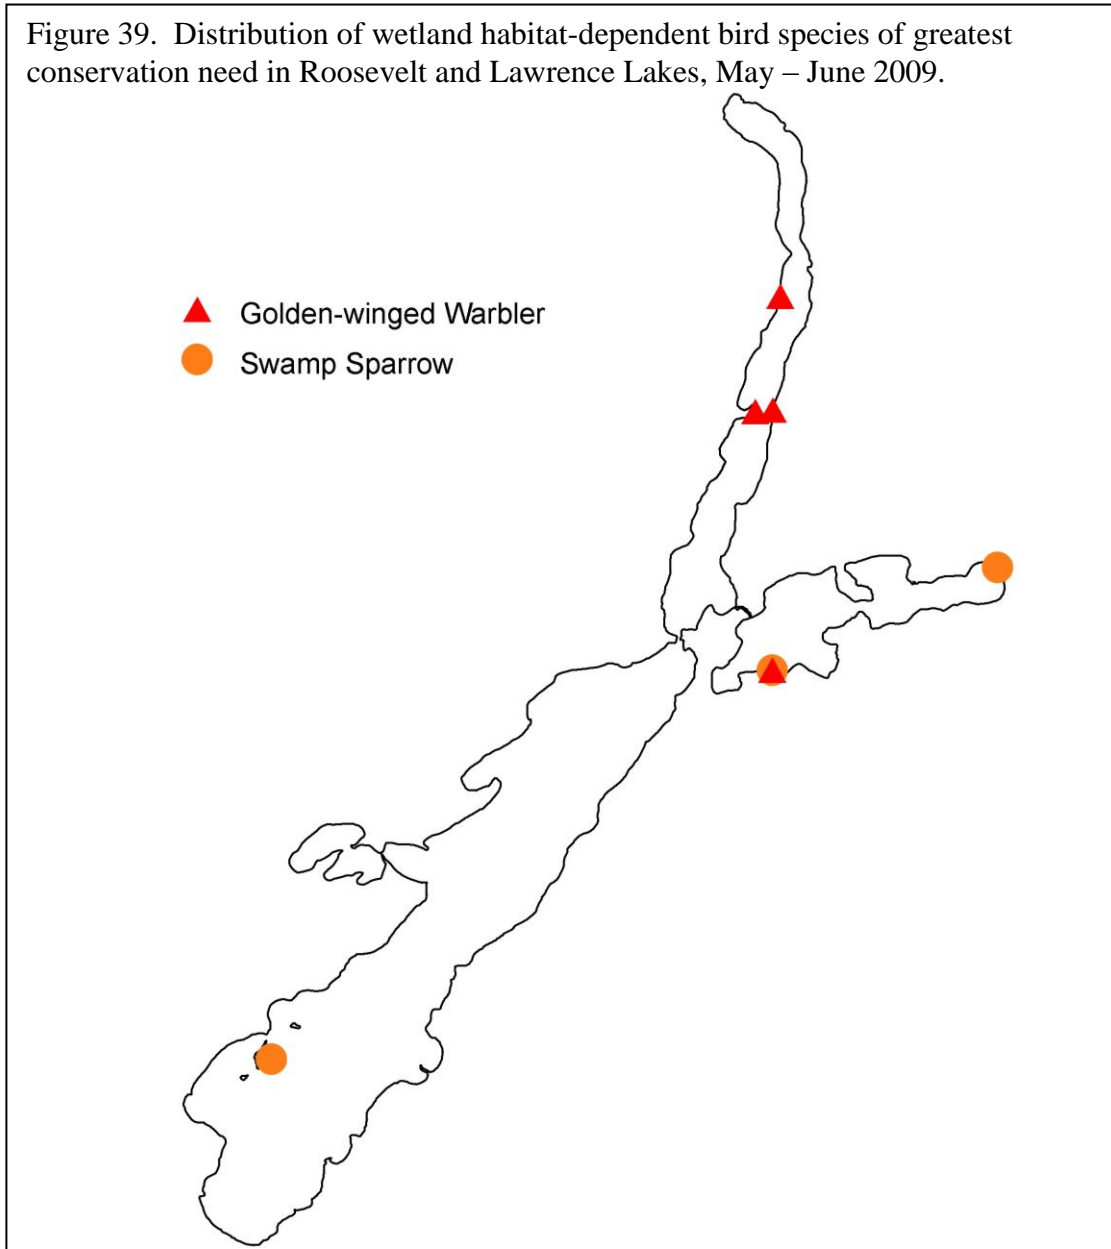 Figure 39.  Distribution of wetland habitat-dependent bird species of greatest
conservation need in Roosevelt and Lawrence Lakes, May – June 2009.
Golden-winged Warbler
Swamp Sparrow